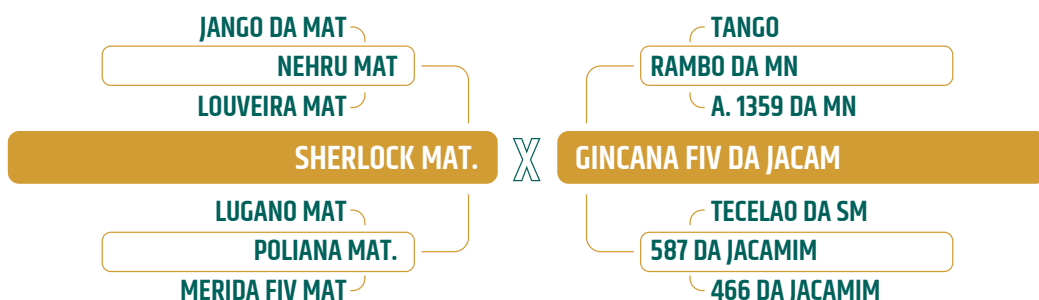 JANGO DA MAT
NEHRU MAT
LOUVEIRA MAT
SHERLOCK MAT.
LUGANO MAT
POLIANA MAT.
MERIDA FIV MAT
X
TANGO
RAMBO DA MN
A. 1359 DA MN
GINCANA FIV DA JACAM
TECELAO DA SM
587 DA JACAMIM
466 DA JACAMIM